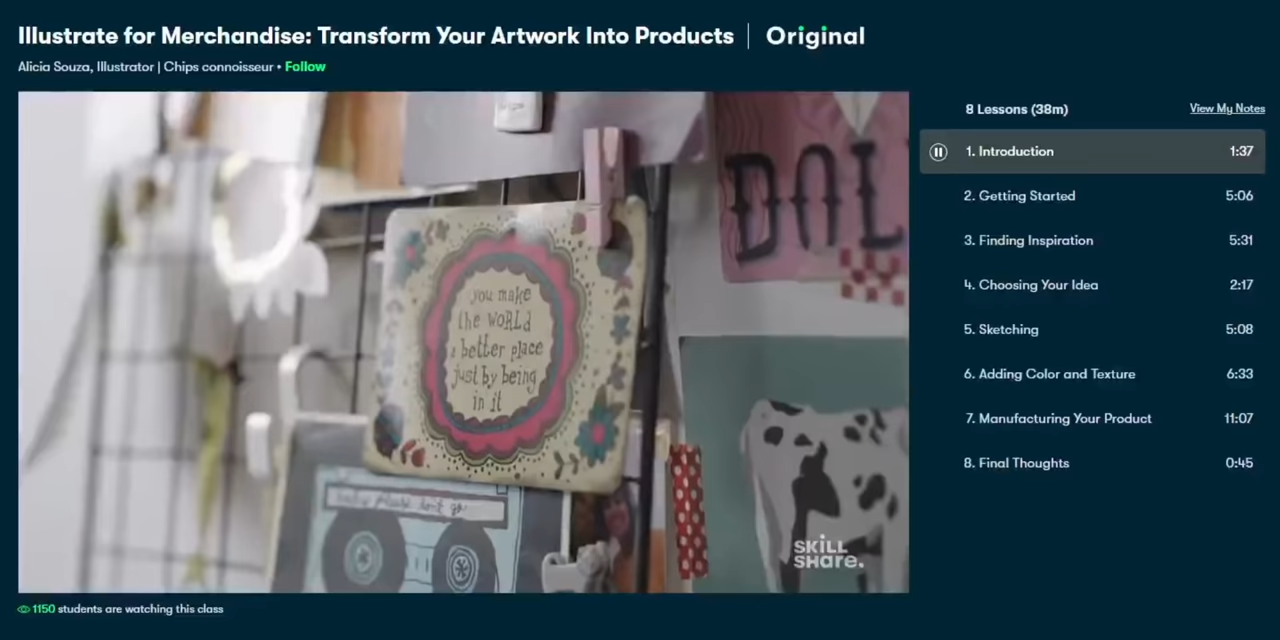 Illustrate for Merchandise: Transform Your Artwork Into Products | Original
Alicia Souza, Illustrator | Chips connoisseur • Follow
8 Lessons (38m)
View My Notes
1. Introduction 1:37
2. Getting Started 5:06
3. Finding Inspiration 5:31
4. Choosing Your Idea 2:17
5. Sketching 5:08
6. Adding Color and Texture 6:33
7. Manufacturing Your Product 11:07
8. Final Thoughts 0:45
DOL
you make
the WORLD
a better place
just by being
in it
baby please don't go
SKILL
SHARE.
1150 students are watching this class